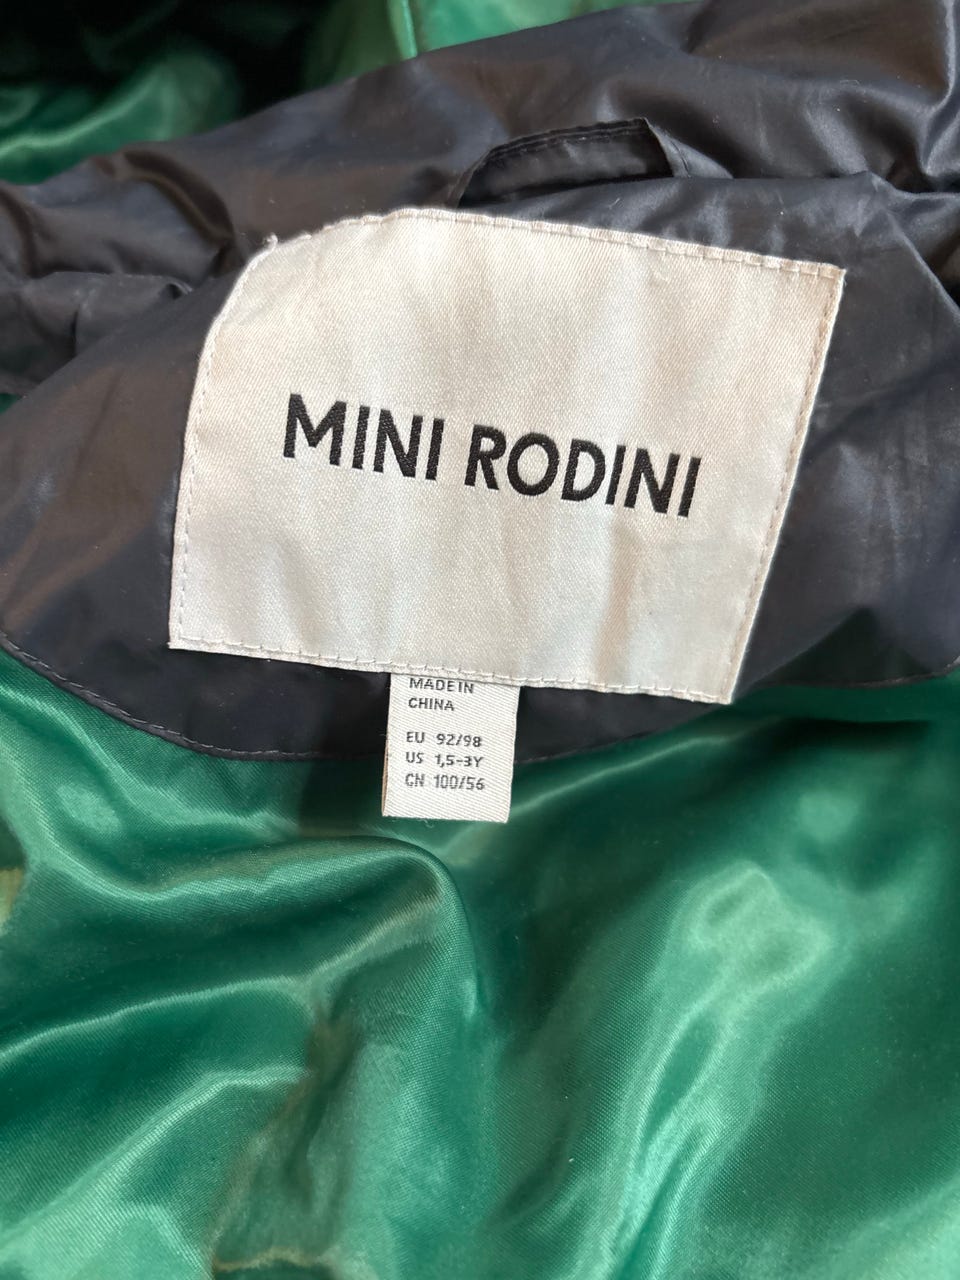 MINI RODINI
MADE IN
CHINA
EU 92/98
US 1,5-3Y
CN 100/56